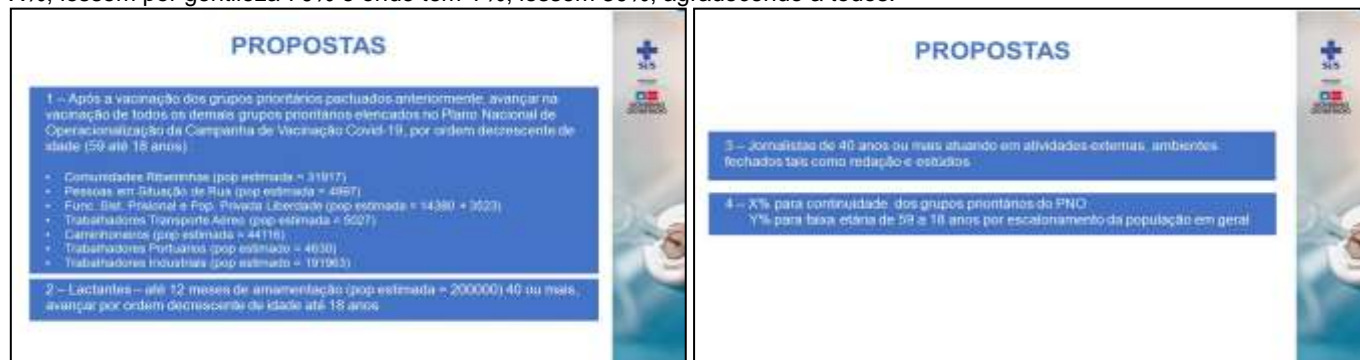 X%, lessem por gentileza 70% e onde tem Y%, lessem 30%, agradecendo a todos.
PROPOSTAS
1 – Após a vacinação dos grupos prioritários pactuados anteriormente, avançar na
vacinação de todos os demais grupos prioritários elencados no Plano Nacional de
Operacionalização da Campanha de Vacinação Covid-19, por ordem decrescente de
idade (59 até 18 anos)
• Comunidades Ribeirinhas (pop estimada = 31917)
• Pessoas em Situação de Rua (pop estimada = 4997)
• Func. Sist. Prisional e Pop. Privada Liberdade (pop estimada = 14380 + 3523)
• Trabalhadores Transporte Aéreo (pop estimada = 5027)
• Caminhoneiros (pop estimada = 44116)
• Trabalhadores Portuários (pop estimado = 4630)
• Trabalhadores Industriais (pop estimado = 191963)
2 – Lactantes – até 12 meses de amamentação (pop estimada = 200000) 40 ou mais,
avançar por ordem decrescente de idade até 18 anos
SUS
PROPOSTAS
3 – Jornalistas de 40 anos ou mais atuando em atividades externas, ambientes
fechados tais como redação e estúdios
4 – X% para continuidade dos grupos prioritários do PNO
Y% para faixa etária de 59 a 18 anos por escalonamento da população em geral
SUS